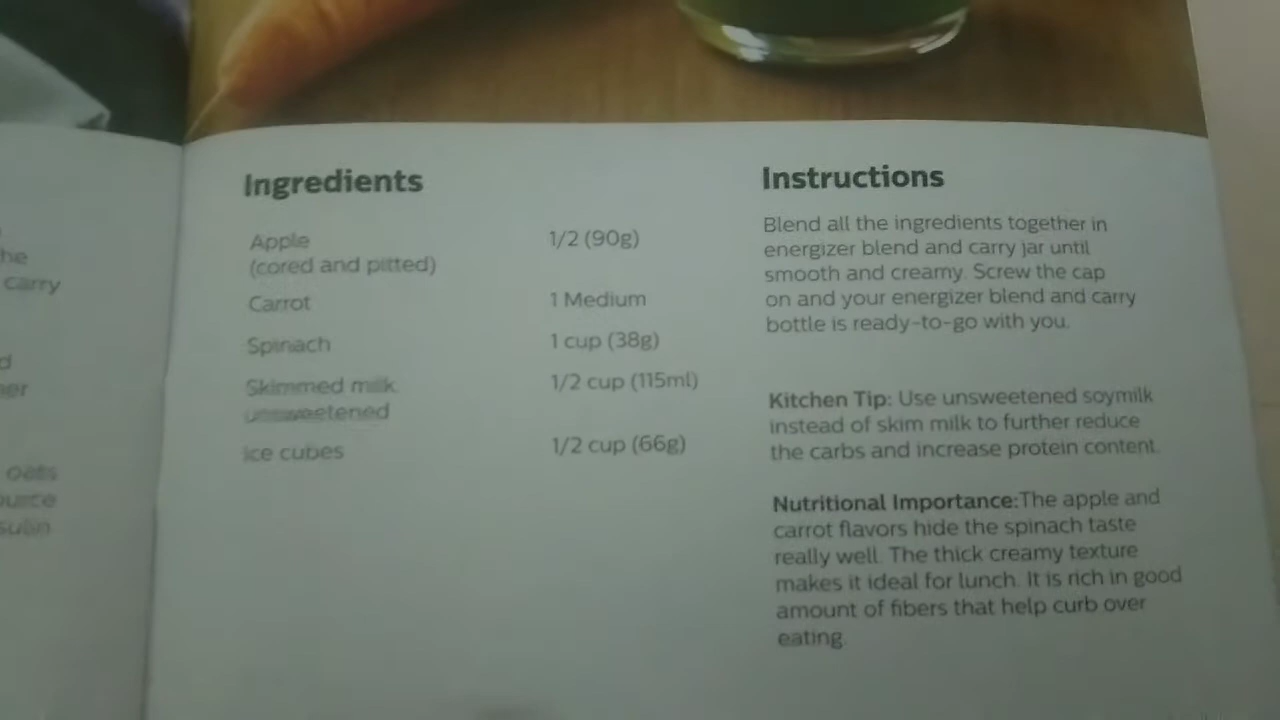 he
carry
d
ner
oats
ource
sulin
Ingredients
Apple 1/2 (90g)
(cored and pitted)
Carrot 1 Medium
Spinach 1 cup (38g)
Skimmed milk 1/2 cup (115ml)
unsweetened
Ice cubes 1/2 cup (66g)
Instructions
Blend all the ingredients together in
energizer blend and carry jar until
smooth and creamy. Screw the cap
on and your energizer blend and carry
bottle is ready-to-go with you.
Kitchen Tip: Use unsweetened soymilk
instead of skim milk to further reduce
the carbs and increase protein content.
Nutritional Importance:The apple and
carrot flavors hide the spinach taste
really well. The thick creamy texture
makes it ideal for lunch. It is rich in good
amount of fibers that help curb over
eating.